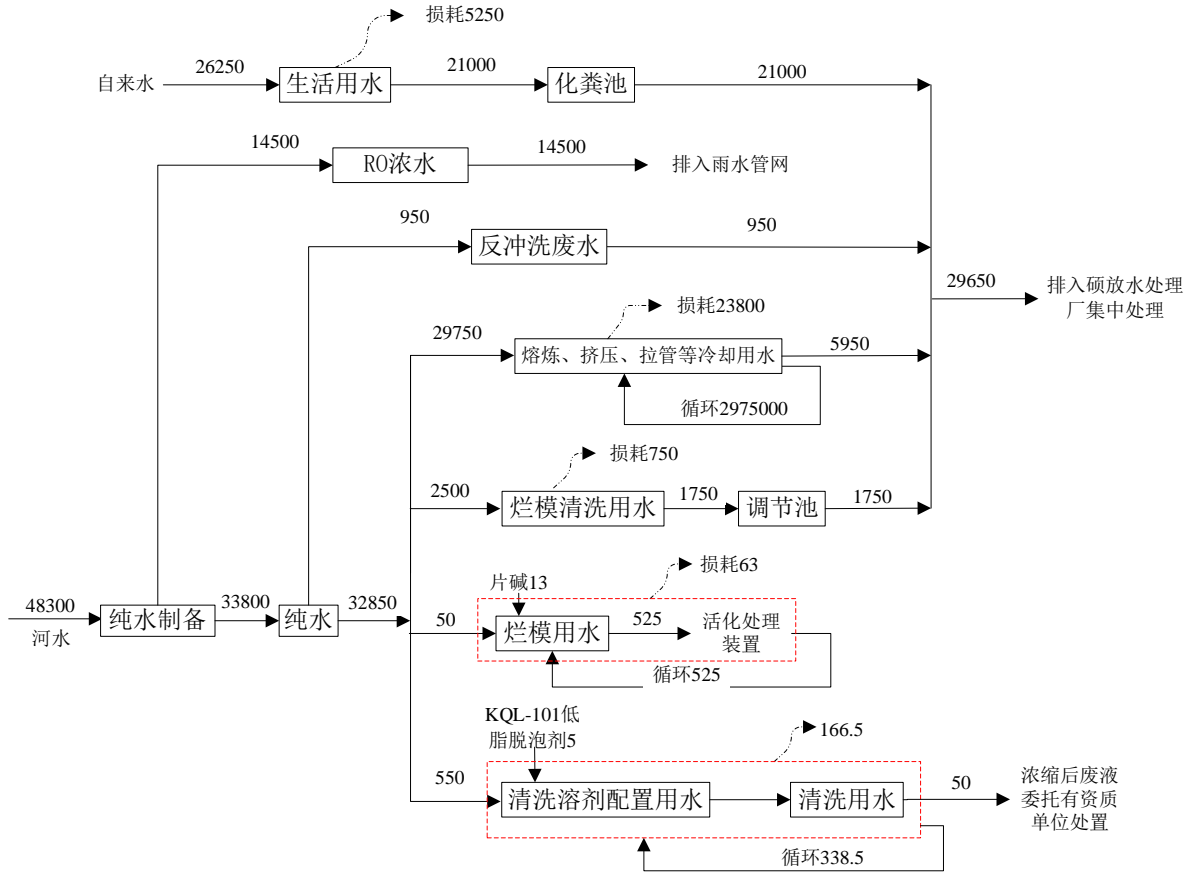 损耗5250
自来水
26250
生活用水
21000
化粪池
21000
14500
RO浓水
14500
排入雨水管网
950
反冲洗废水
950
29650
排入硕放水处理
厂集中处理
损耗23800
29750
熔炼、挤压、拉管等冷却用水
5950
循环2975000
损耗750
2500
烂模清洗用水
1750
调节池
1750
48300
河水
纯水制备
33800
纯水
32850
损耗63
片碱13
50
烂模用水
525
活化处理
装置
循环525
KQL-101低
脂脱泡剂5
166.5
550
清洗溶剂配置用水
清洗用水
50
浓缩后废液
委托有资质
单位处置
循环338.5